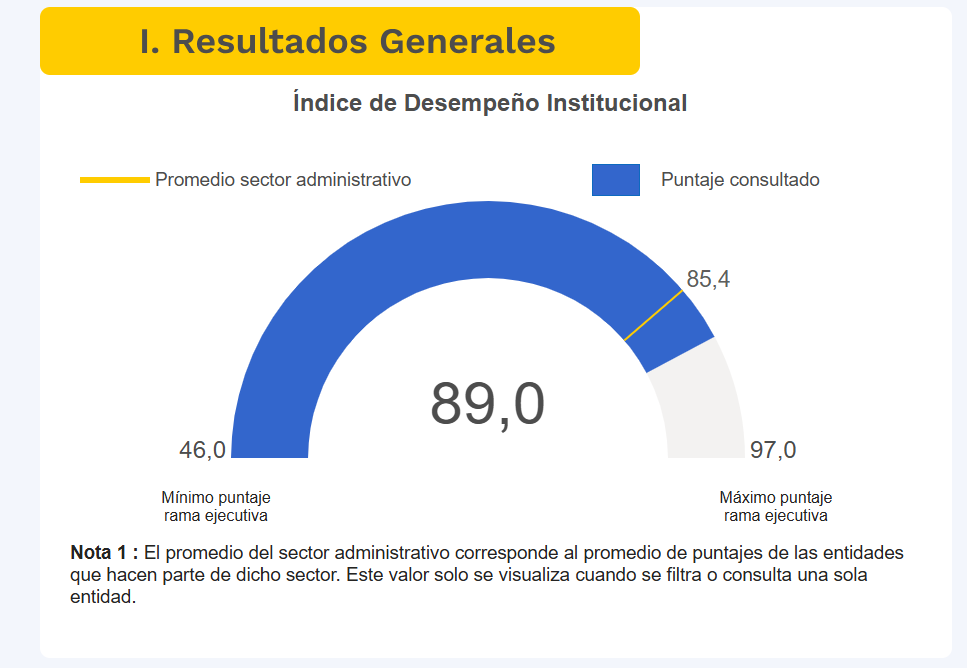 I. Resultados Generales
Índice de Desempeño Institucional
Promedio sector administrativo
Puntaje consultado
85,4
89,0
46,0
97,0
Mínimo puntaje
rama ejecutiva
Máximo puntaje
rama ejecutiva
Nota 1 : El promedio del sector administrativo corresponde al promedio de puntajes de las entidades
que hacen parte de dicho sector. Este valor solo se visualiza cuando se filtra o consulta una sola
entidad.